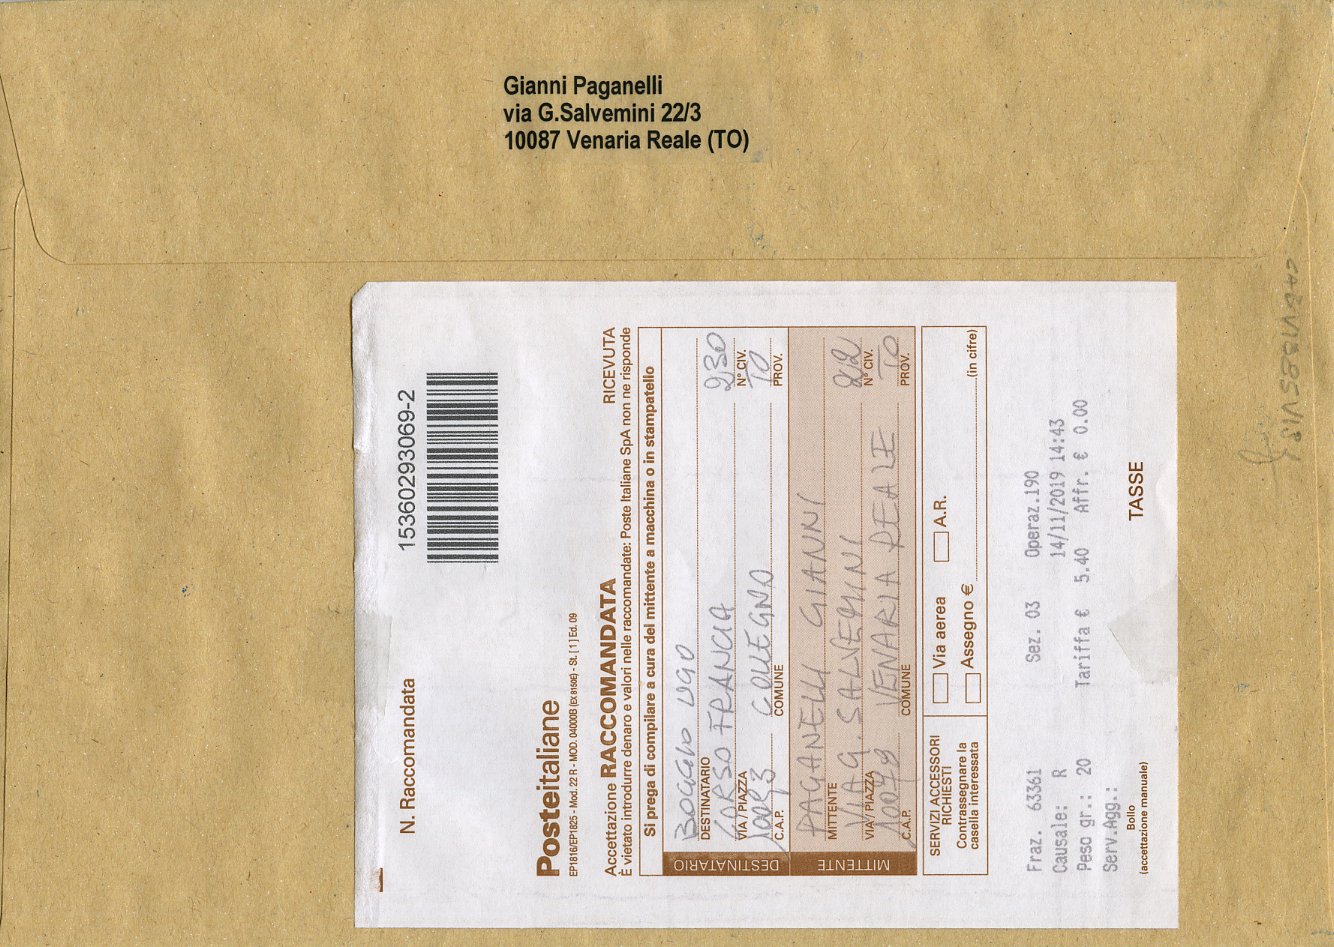 Gianni Paganelli
via G.Salvemini 22/3
10087 Venaria Reale (TO)
N. Raccomandata
15360293069-2
Posteitaliane
EP1816/EP1825 - Mod. 22 R - MOD. 04000B (EX 8150E) - St. [1] Ed. 09
Accettazione RACCOMANDATA RICEVUTA
È vietato introdurre denaro e valori nelle raccomandate: Poste Italiane SpA non ne risponde
Si prega di compilare a cura del mittente a macchina o in stampatello
DESTINATARIO
BOGGIO UGO
DESTINATARIO
CORSO FRANCIA 230
VIA / PIAZZA N° CIV.
10093 COLLEGNO TO
C.A.P. COMUNE PROV.
MITTENTE
PAGANELLI GIANNI
MITTENTE
VIA G. SALVEMINI 22
VIA / PIAZZA N° CIV.
VENARIA REALE TO
C.A.P. COMUNE PROV.
SERVIZI ACCESSORI
RICHIESTI
Contrassegnare la
casella interessata
Via aerea A.R.
Assegno € (in cifre)
Fraz. 63361 Sez. 03 Operaz.190
Causale: R 14/11/2019 14:43
Peso gr.: 20 Tariffa € 5.40 Affr. € 0.00
Serv.Agg.:
Bollo
(accettazione manuale)
TASSE